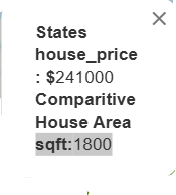 States
house_price
: $241000
Comparitive
House Area
sqft:1800